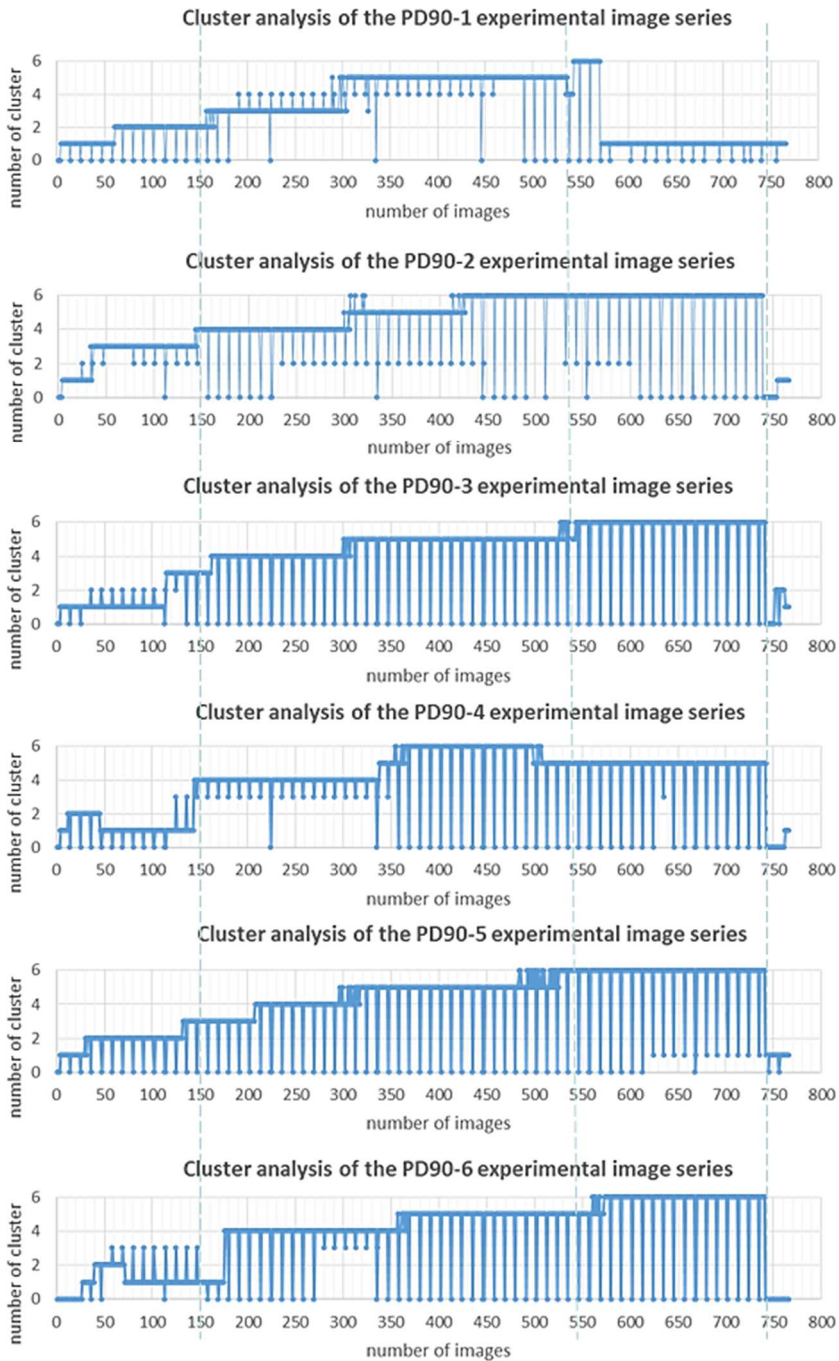 Cluster analysis of the PD90-1 experimental image series
number of cluster
6
4
2
0
0 50 100 150 200 250 300 350 400 450 500 550 600 650 700 750 800
number of images
Cluster analysis of the PD90-2 experimental image series
number of cluster
6
4
2
0
0 50 100 150 200 250 300 350 400 450 500 550 600 650 700 750 800
number of images
Cluster analysis of the PD90-3 experimental image series
number of cluster
6
4
2
0
0 50 100 150 200 250 300 350 400 450 500 550 600 650 700 750 800
number of images
Cluster analysis of the PD90-4 experimental image series
number of cluster
6
4
2
0
0 50 100 150 200 250 300 350 400 450 500 550 600 650 700 750 800
number of images
Cluster analysis of the PD90-5 experimental image series
number of cluster
6
4
2
0
0 50 100 150 200 250 300 350 400 450 500 550 600 650 700 750 800
number of images
Cluster analysis of the PD90-6 experimental image series
number of cluster
6
4
2
0
0 50 100 150 200 250 300 350 400 450 500 550 600 650 700 750 800
number of images